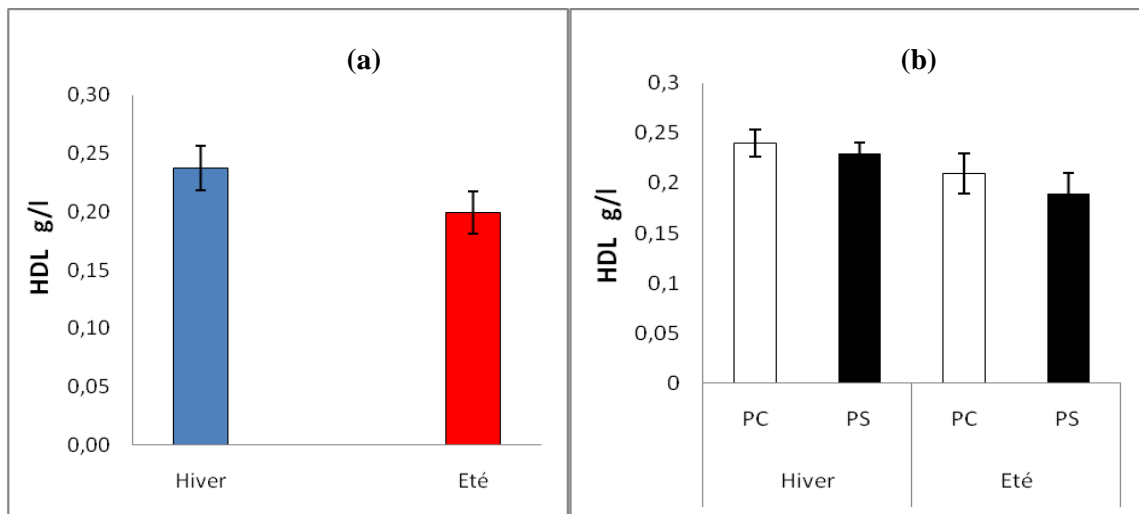 (a)
HDL g/l
0,30
0,25
0,20
0,15
0,10
0,05
0,00
Hiver Eté
(b)
HDL g/l
0,3
0,25
0,2
0,15
0,1
0,05
0
PC PS PC PS
Hiver Eté